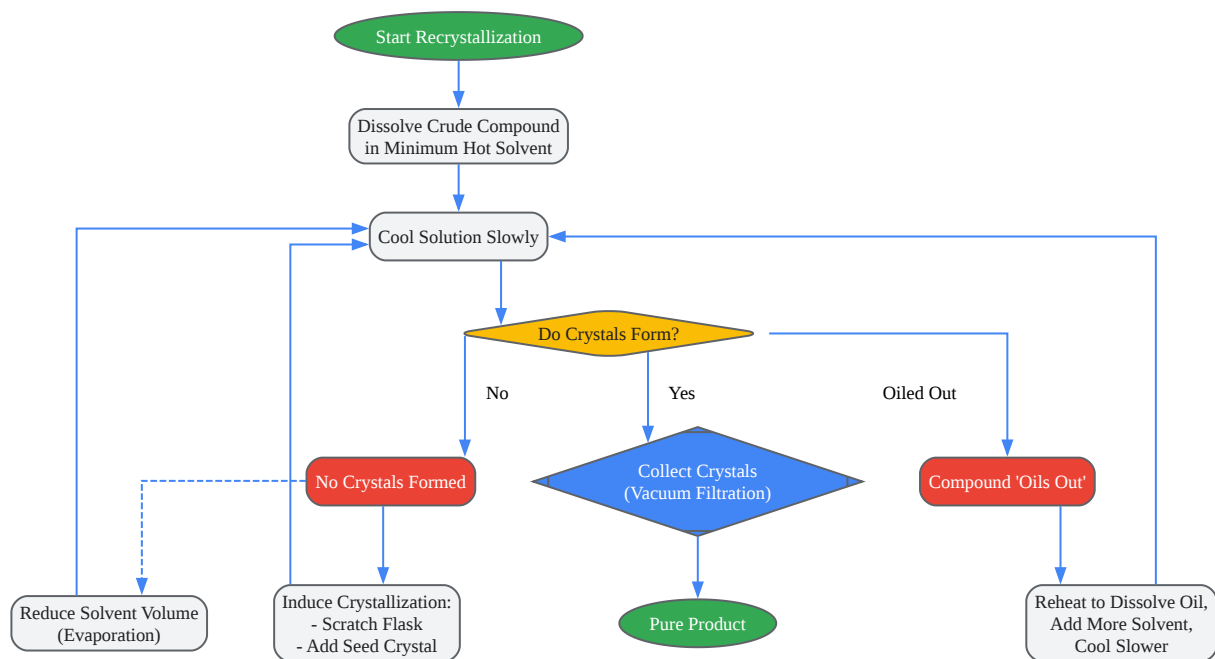 Start Recrystallization
Dissolve Crude Compound
in Minimum Hot Solvent
Cool Solution Slowly
Do Crystals Form?
No
Yes
Oiled Out
No Crystals Formed
Collect Crystals
(Vacuum Filtration)
Compound 'Oils Out'
Reduce Solvent Volume
(Evaporation)
Induce Crystallization:
- Scratch Flask
- Add Seed Crystal
Pure Product
Reheat to Dissolve Oil,
Add More Solvent,
Cool Slower